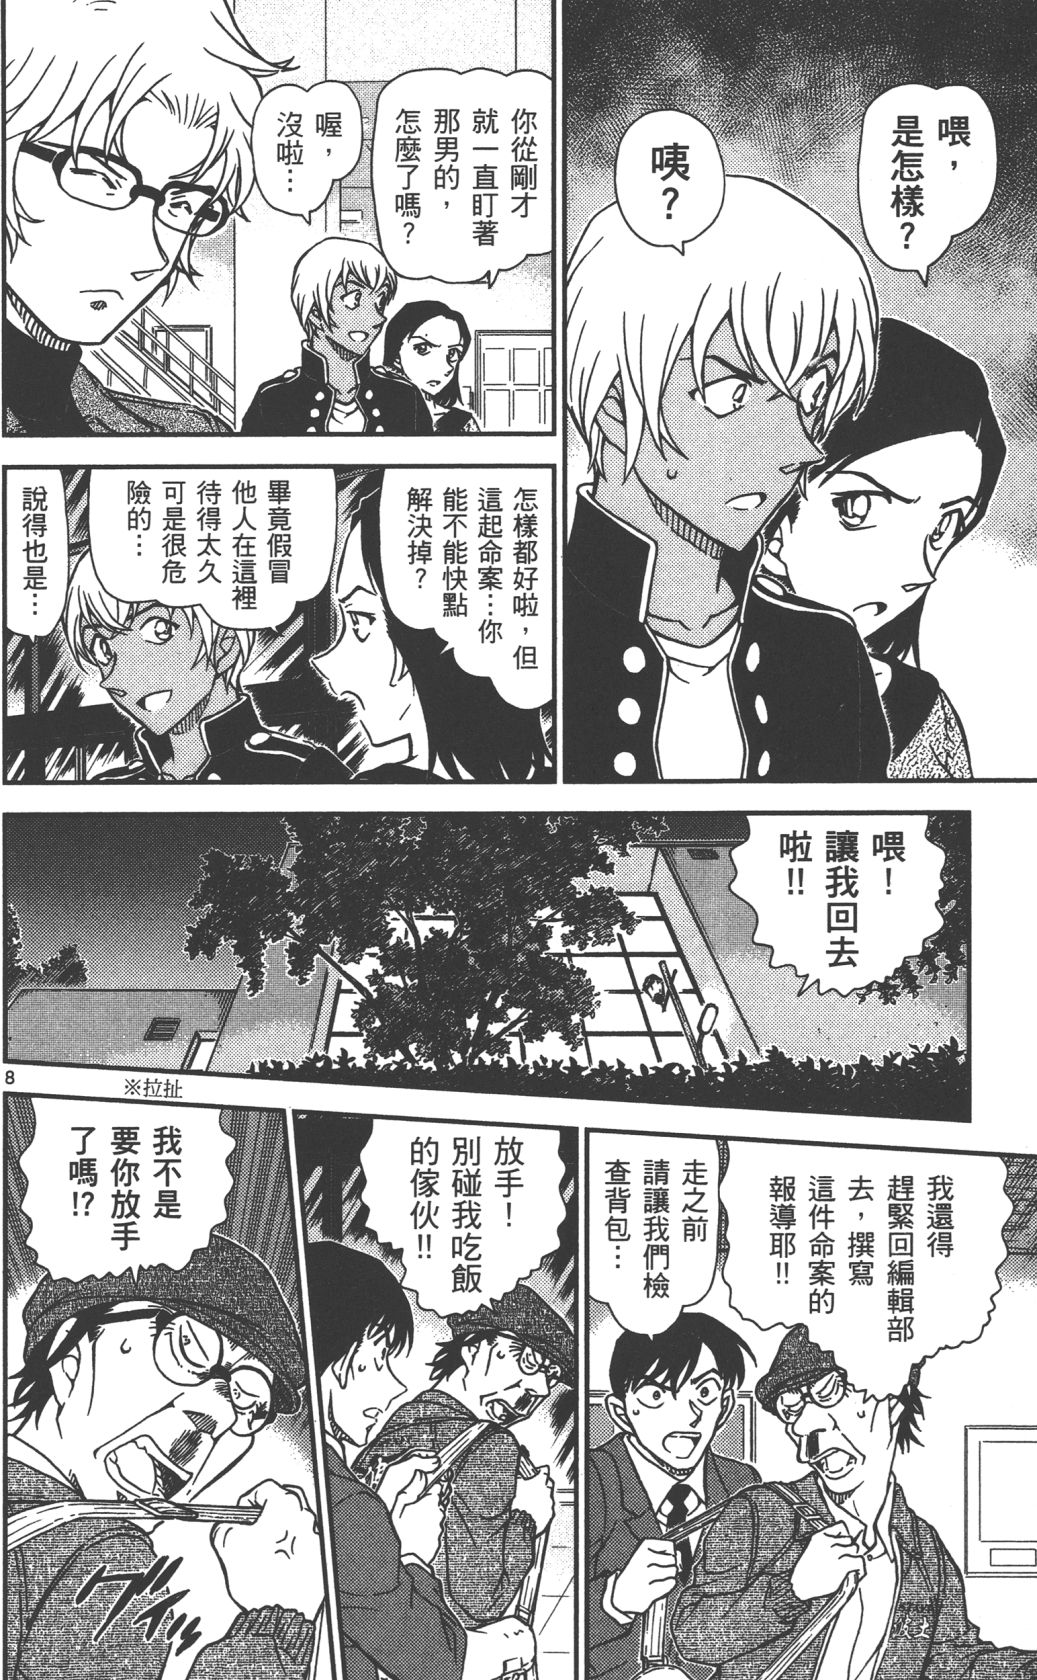 喂，
是怎樣？
咦？
你從剛才
就一直盯著
那男的，
怎麼了嗎？
喔，
沒啦…
怎樣都好啦，但
這起命案…你
能不能快點
解決掉？
畢竟假冒
他人在這裡
待得太久
可是很危
險的…
說得也是…
喂！
讓我回去
啦!!
8
※拉扯
我還得
趕緊回編輯部
去，撰寫
這件命案的
報導耶!!
走之前
請讓我們檢
查背包…
放手！
別碰我吃飯
的傢伙!!
我不是
要你放手
了嗎!?